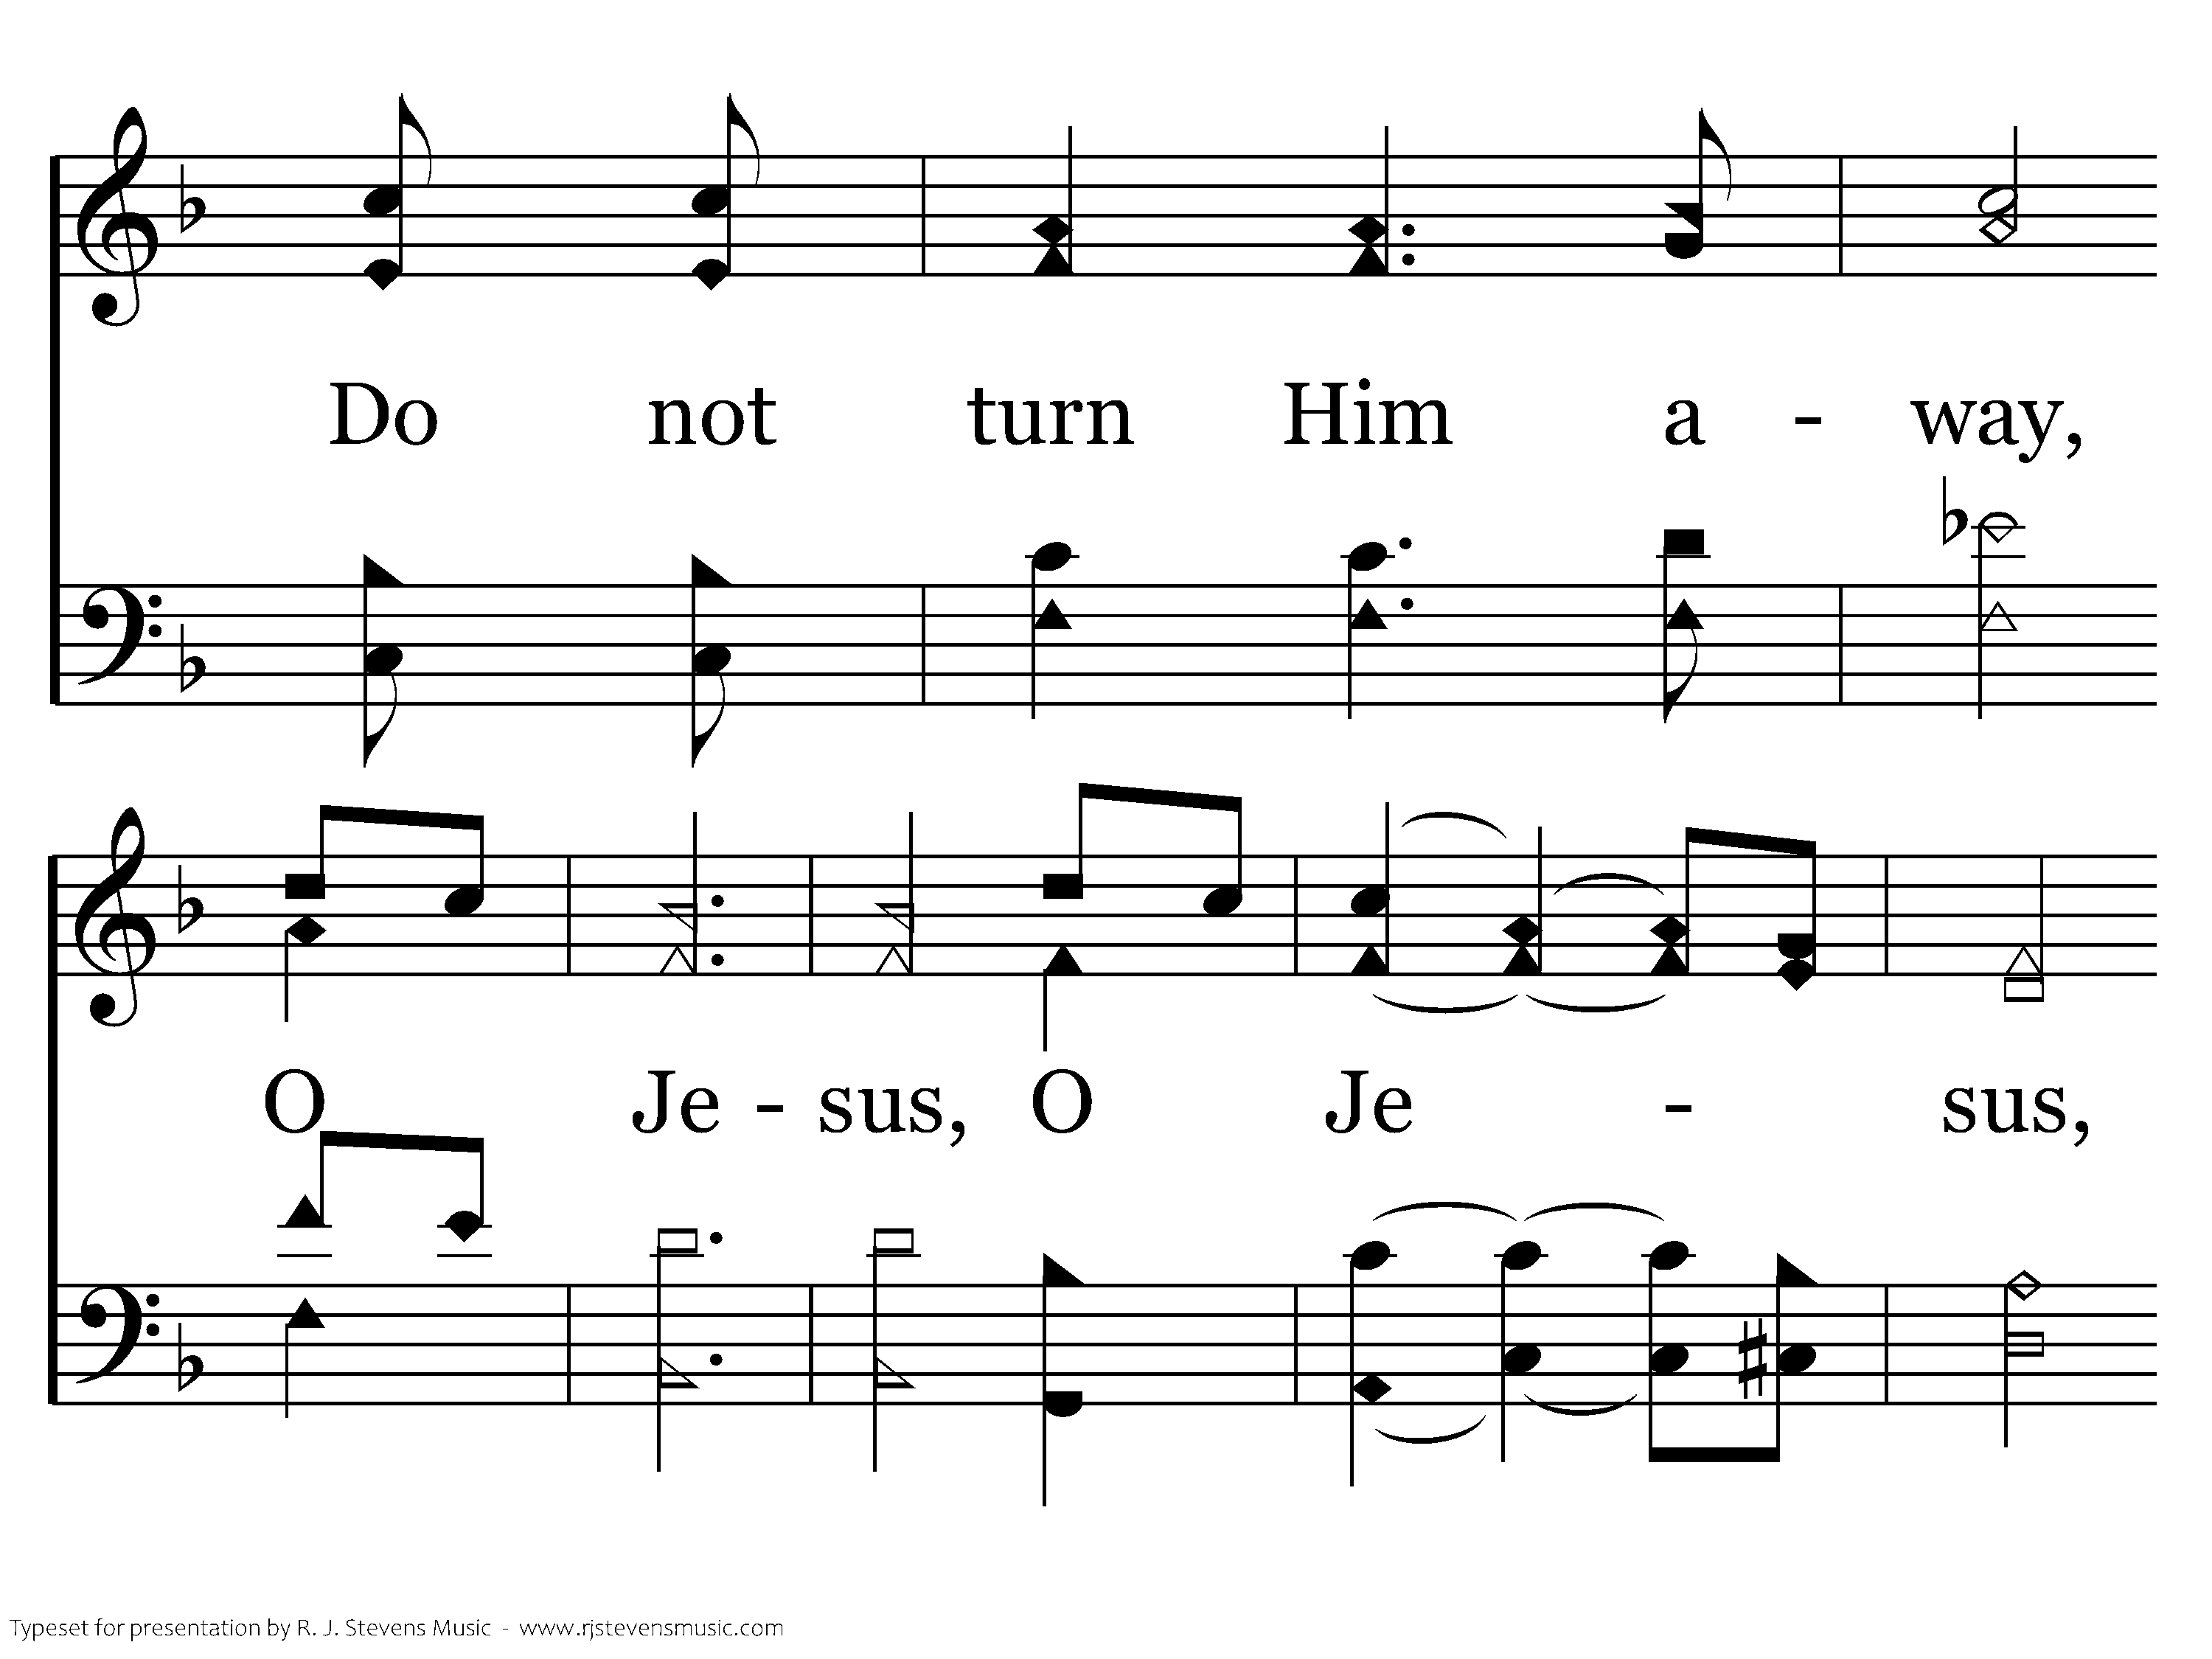 Do not turn Him a - way,
O Je - sus, O Je - sus,
Typeset for presentation by R. J. Stevens Music - www.rjstevensmusic.com